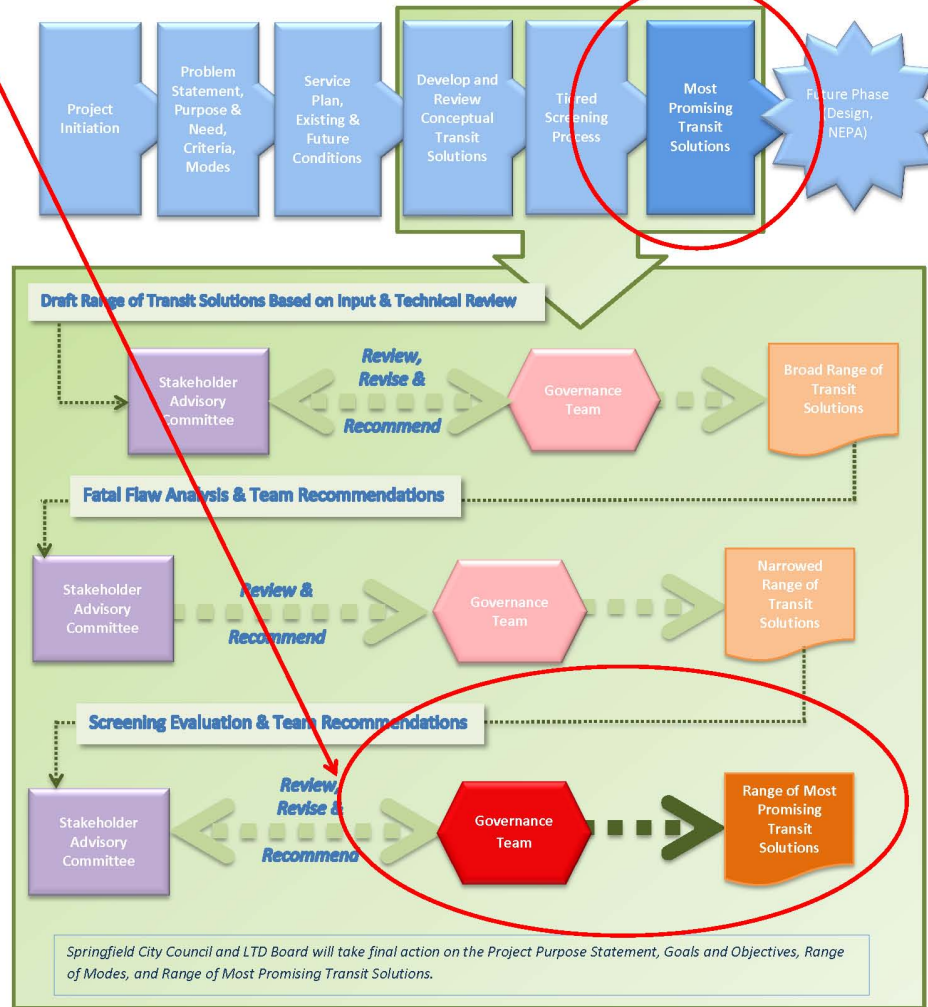 Project
Initiation
Problem
Statement,
Purpose &
Need,
Criteria,
Modes
Service
Plan,
Existing &
Future
Conditions
Develop and
Review
Conceptual
Transit
Solutions
Tiered
Screening
Process
Most
Promising
Transit
Solutions
Future Phase
(Design,
NEPA)
Draft Range of Transit Solutions Based on Input & Technical Review
Stakeholder
Advisory
Committee
Review,
Revise &
Recommend
Governance
Team
Broad Range of
Transit
Solutions
Fatal Flaw Analysis & Team Recommendations
Stakeholder
Advisory
Committee
Review &
Recommend
Governance
Team
Narrowed
Range of
Transit
Solutions
Screening Evaluation & Team Recommendations
Stakeholder
Advisory
Committee
Review,
Revise &
Recommend
Governance
Team
Range of Most
Promising
Transit
Solutions
Springfield City Council and LTD Board will take final action on the Project Purpose Statement, Goals and Objectives, Range
of Modes, and Range of Most Promising Transit Solutions.